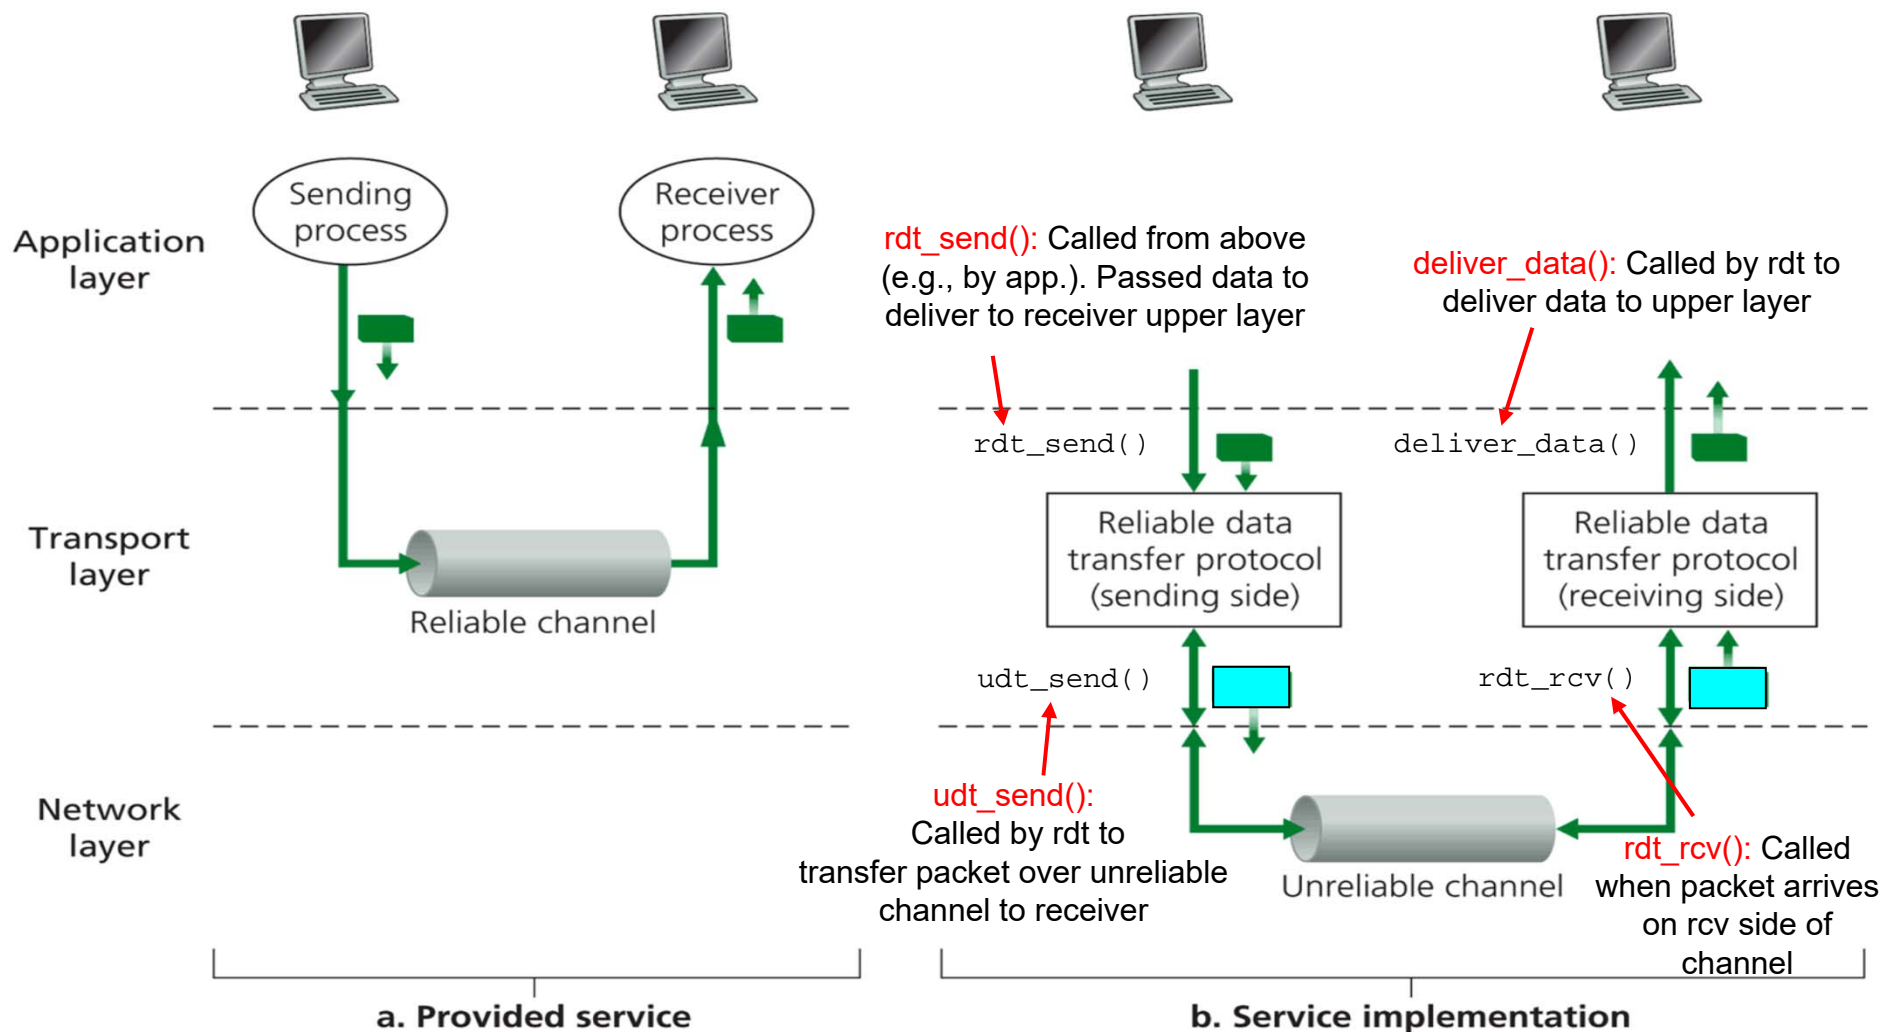 Sending
process
Receiver
process
Application
layer
Transport
layer
Reliable channel
Network
layer
a. Provided service
rdt_send(): Called from above
(e.g., by app.). Passed data to
deliver to receiver upper layer
deliver_data(): Called by rdt to
deliver data to upper layer
rdt_send()
deliver_data()
Reliable data
transfer protocol
(sending side)
Reliable data
transfer protocol
(receiving side)
udt_send()
rdt_rcv()
udt_send():
Called by rdt to
transfer packet over unreliable
channel to receiver
Unreliable channel
rdt_rcv(): Called
when packet arrives
on rcv side of
channel
b. Service implementation